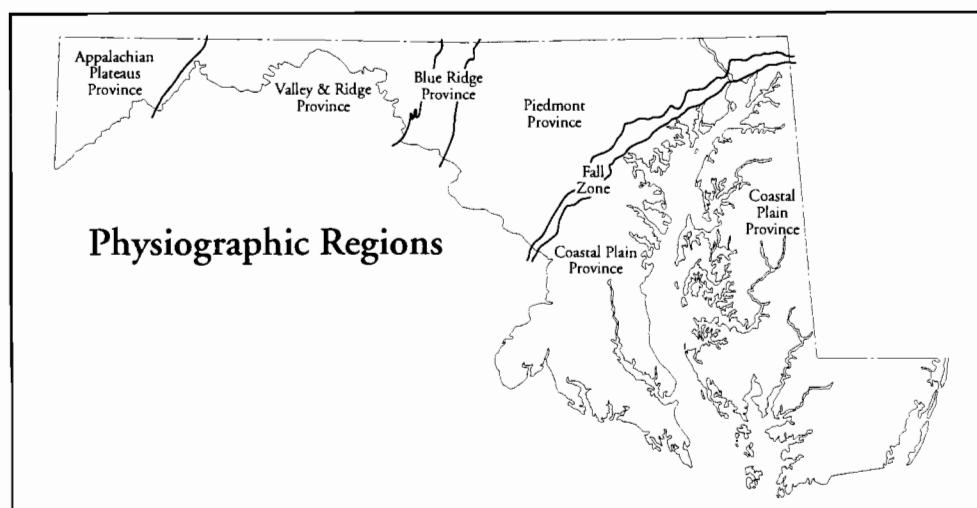 Appalachian
Plateaus
Province
Valley & Ridge
Province
Blue Ridge
Province
Piedmont
Province
Fall
Zone
Coastal
Plain
Province
Physiographic Regions
Coastal Plain
Province